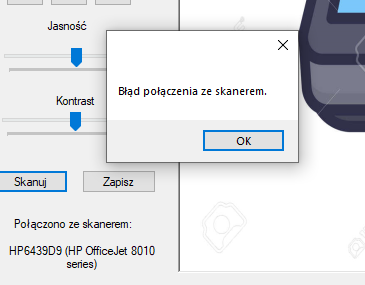 Jasność
Błąd połączenia ze skanerem.
Kontrast
OK
Skanuj
Zapisz
Połączono ze skanerem:
HP6439D9 (HP OfficeJet 8010
series)